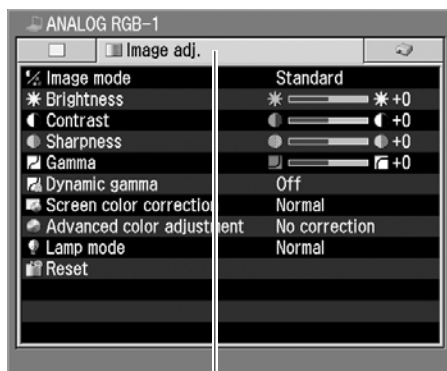 ANALOG RGB-1
Image adj.
Image mode Standard
Brightness +0
Contrast +0
Sharpness +0
Gamma +0
Dynamic gamma Off
Screen color correction Normal
Advanced color adjustment No correction
Lamp mode Normal
Reset